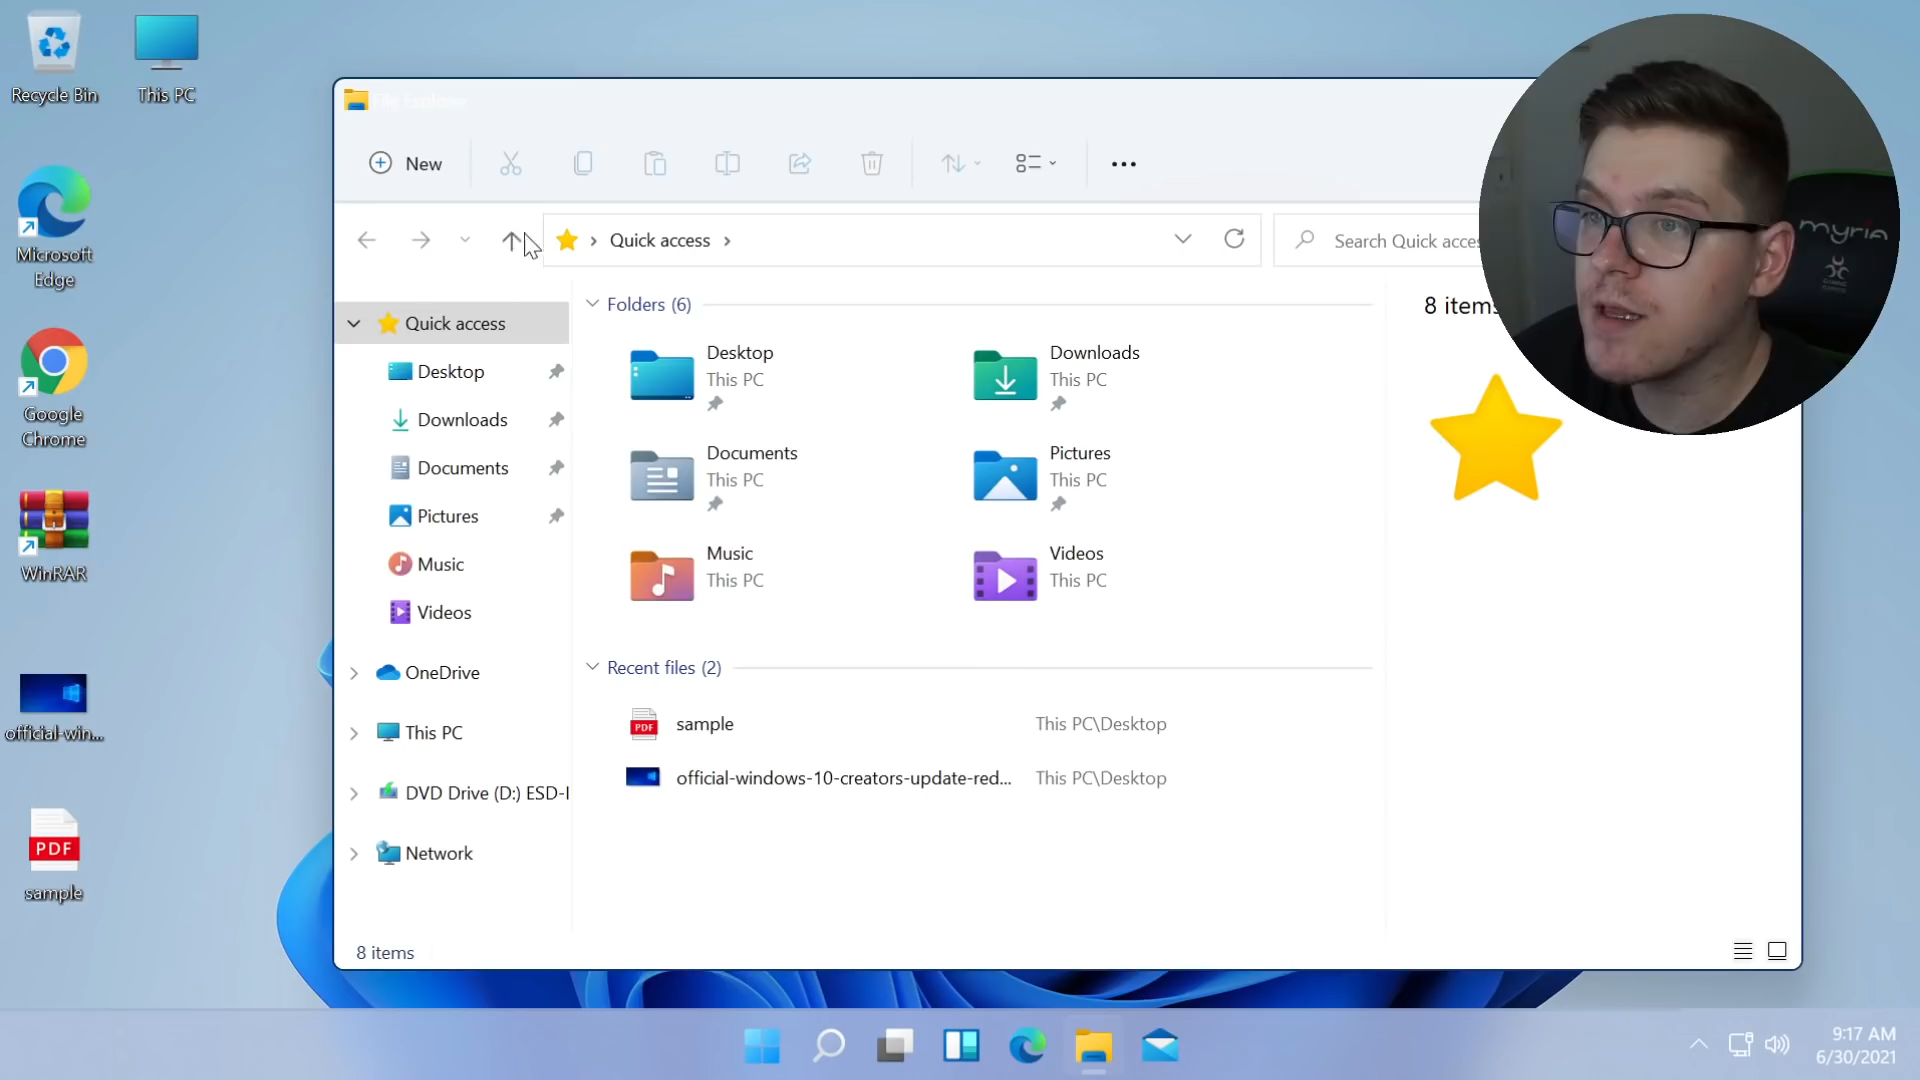 Recycle Bin
This PC
Microsoft
Edge
Google
Chrome
WinRAR
official-win...
PDF
sample
File Explorer
New
Quick access
Search Quick acces
Quick access
Desktop
Downloads
Documents
Pictures
Music
Videos
OneDrive
This PC
DVD Drive (D:) ESD-I
Network
Folders (6)
Desktop
This PC
Downloads
This PC
Documents
This PC
Pictures
This PC
Music
This PC
Videos
This PC
Recent files (2)
PDF
sample
This PC\Desktop
official-windows-10-creators-update-red...
This PC\Desktop
8 items
myria
8 items
9:17 AM
6/30/2021